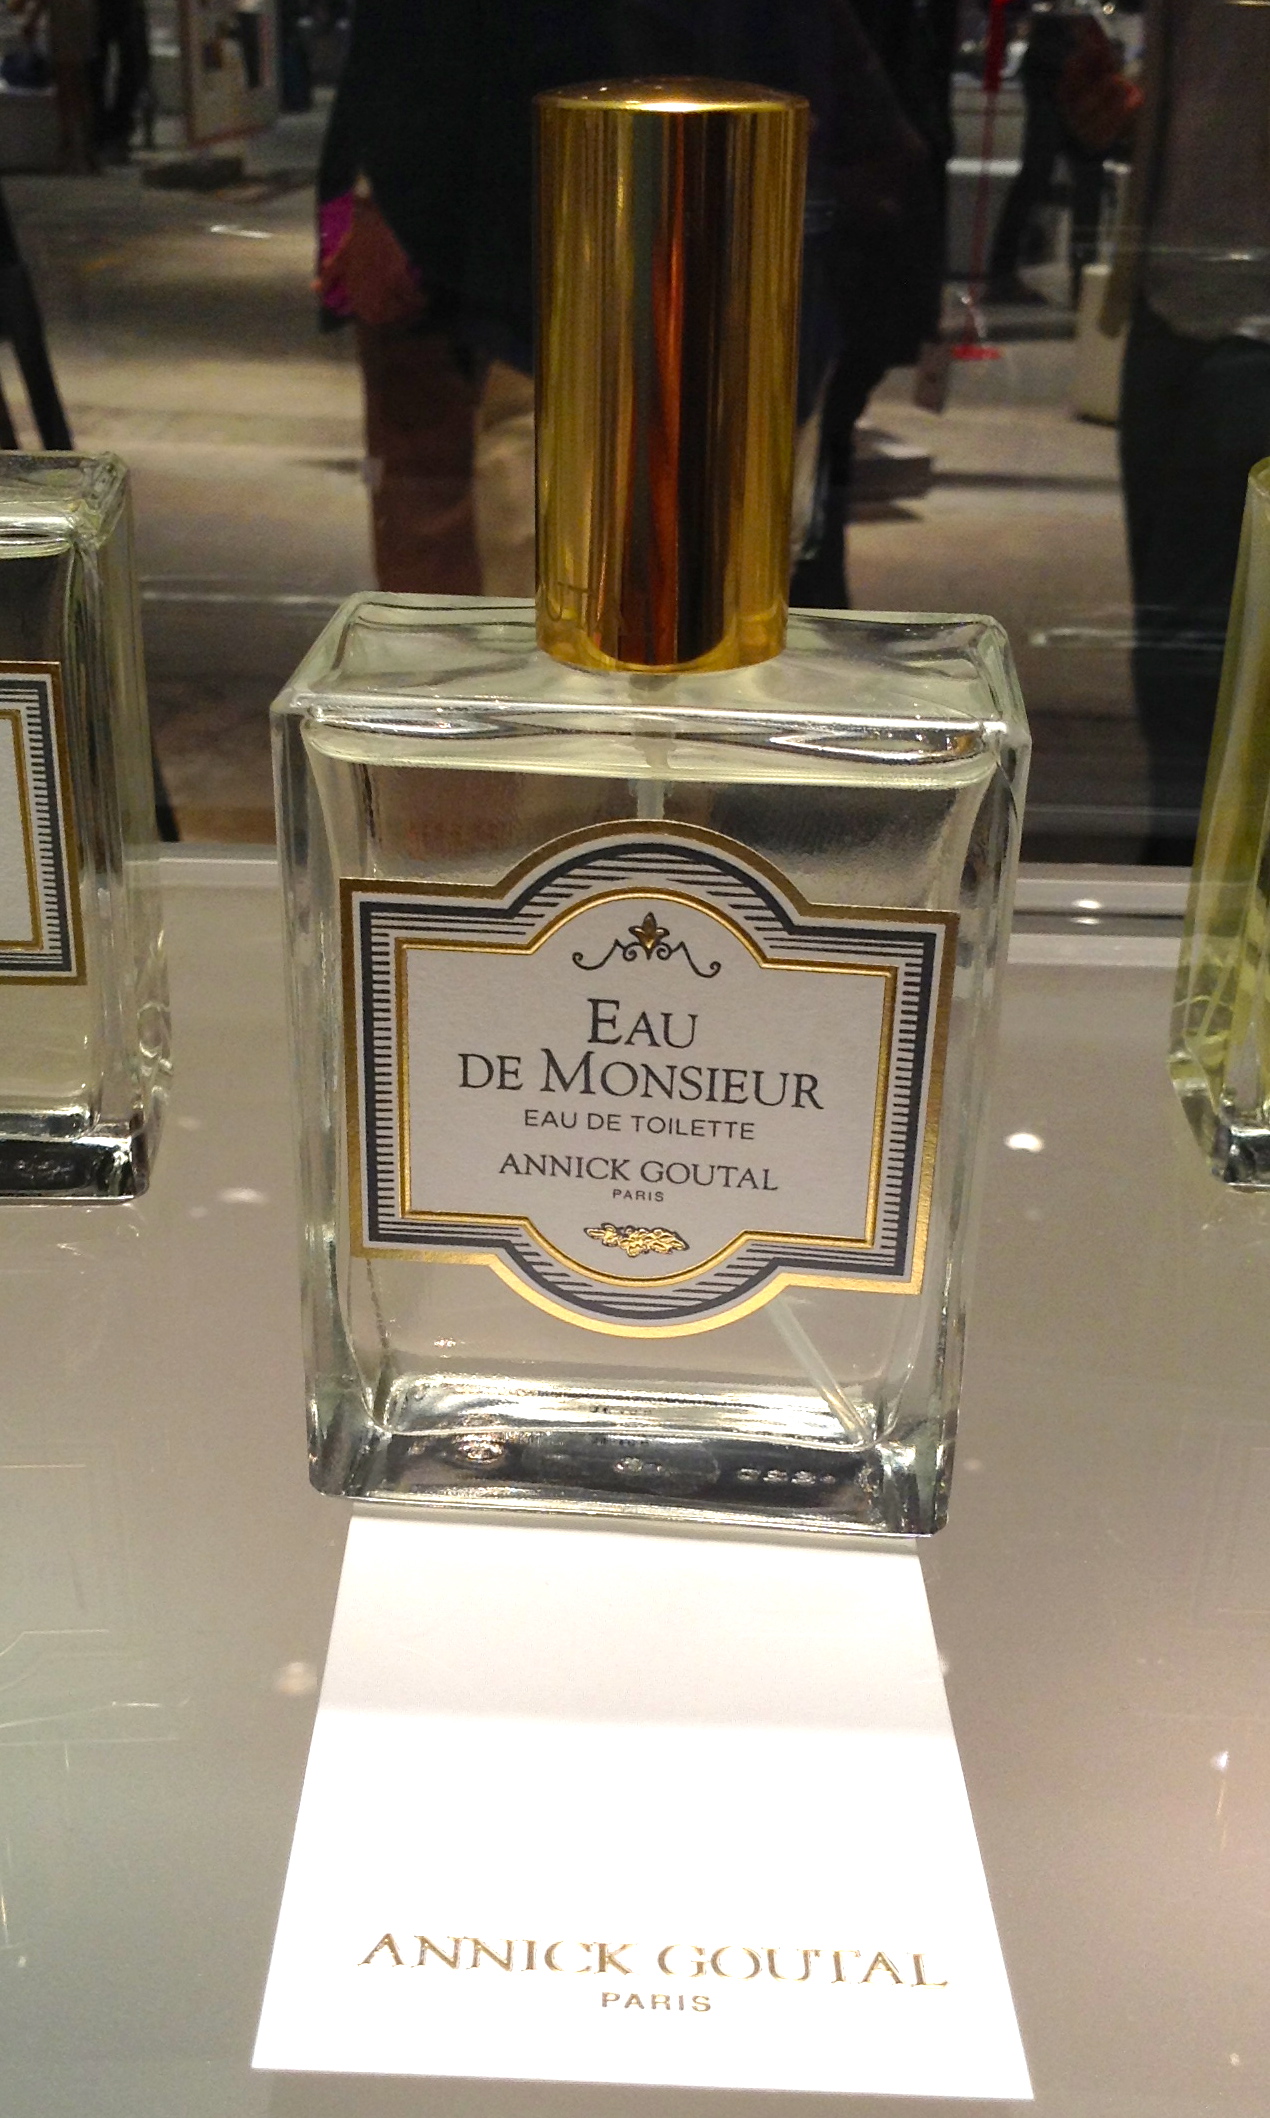 EAU
DE MONSIEUR
EAU DE TOILETTE
ANNICK GOUTAL
PARIS
ANNICK GOUTAL
PARIS